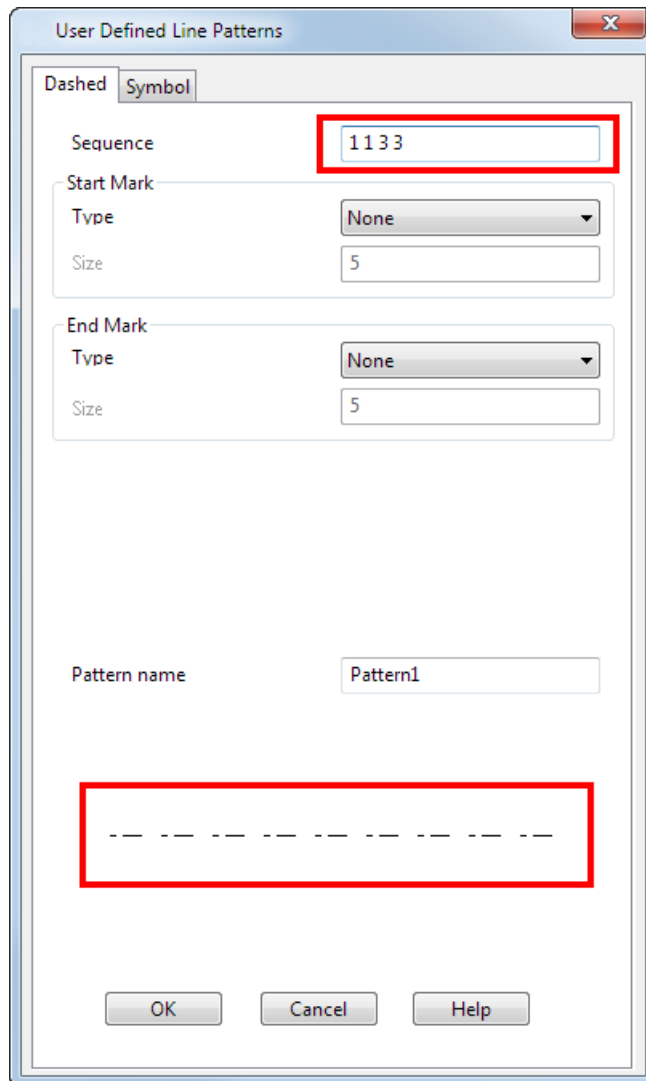 User Defined Line Patterns
x
Dashed Symbol
Sequence 1 1 3 3
Start Mark
Type None
Size 5
End Mark
Type None
Size 5
Pattern name Pattern1
OK Cancel Help